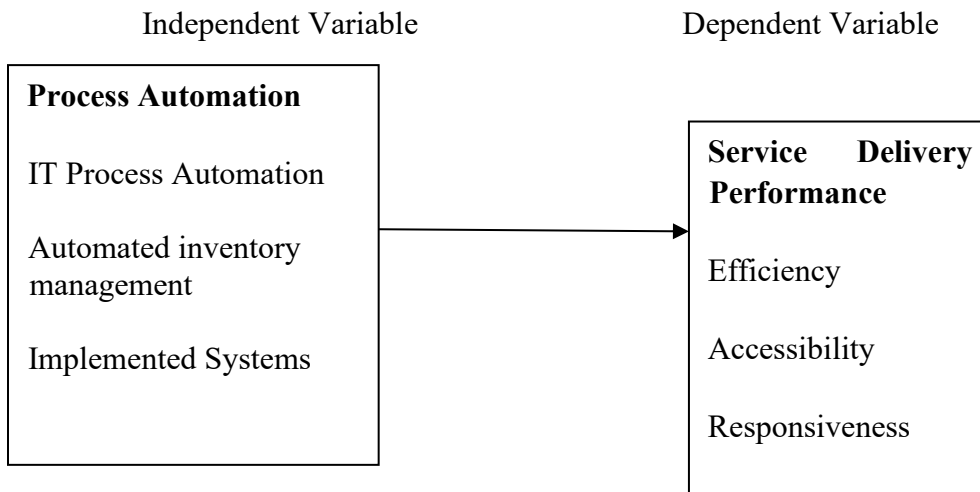 Independent Variable
Dependent Variable
Process Automation
IT Process Automation
Automated inventory
management
Implemented Systems
Service Delivery
Performance
Efficiency
Accessibility
Responsiveness